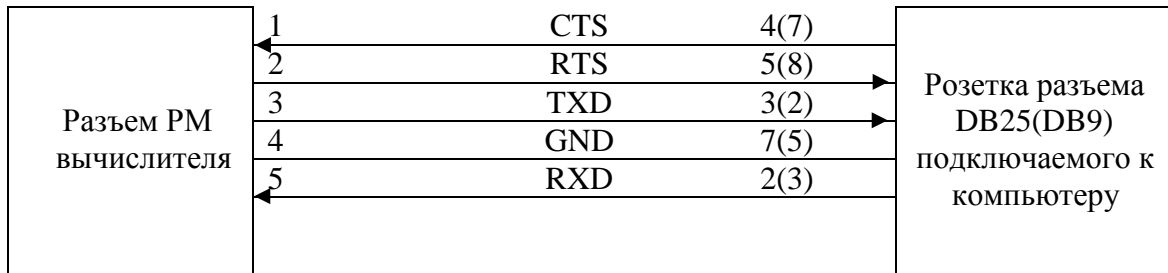 1 CTS 4(7)
2 RTS 5(8)
3 TXD 3(2)
4 GND 7(5)
5 RXD 2(3)
Разъем РМ
вычислителя
Розетка разъема
DB25(DB9)
подключаемого к
компьютеру